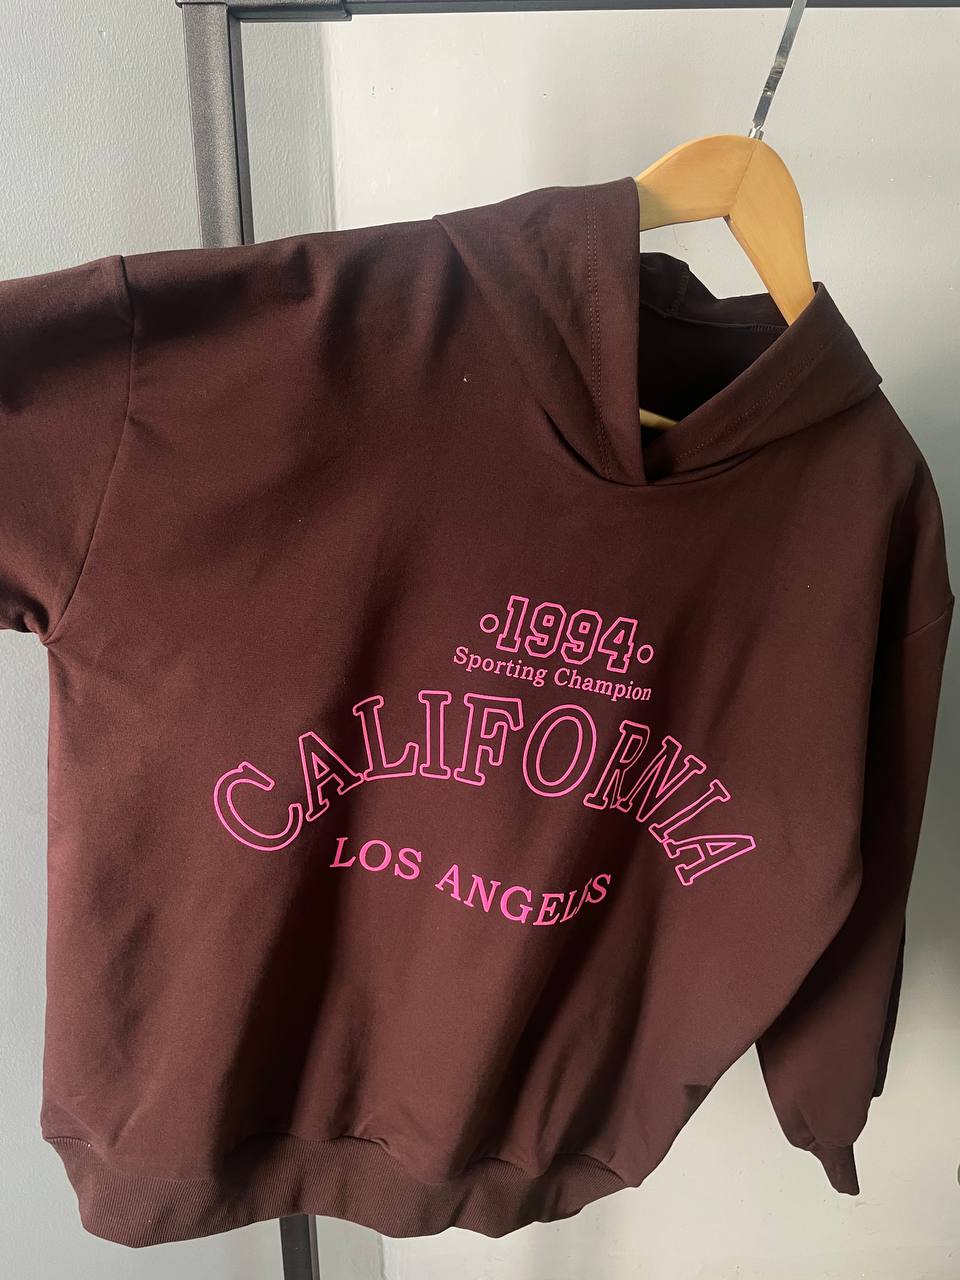 ◦1994◦
Sporting Champion
CALIFORNIA
LOS ANGELES